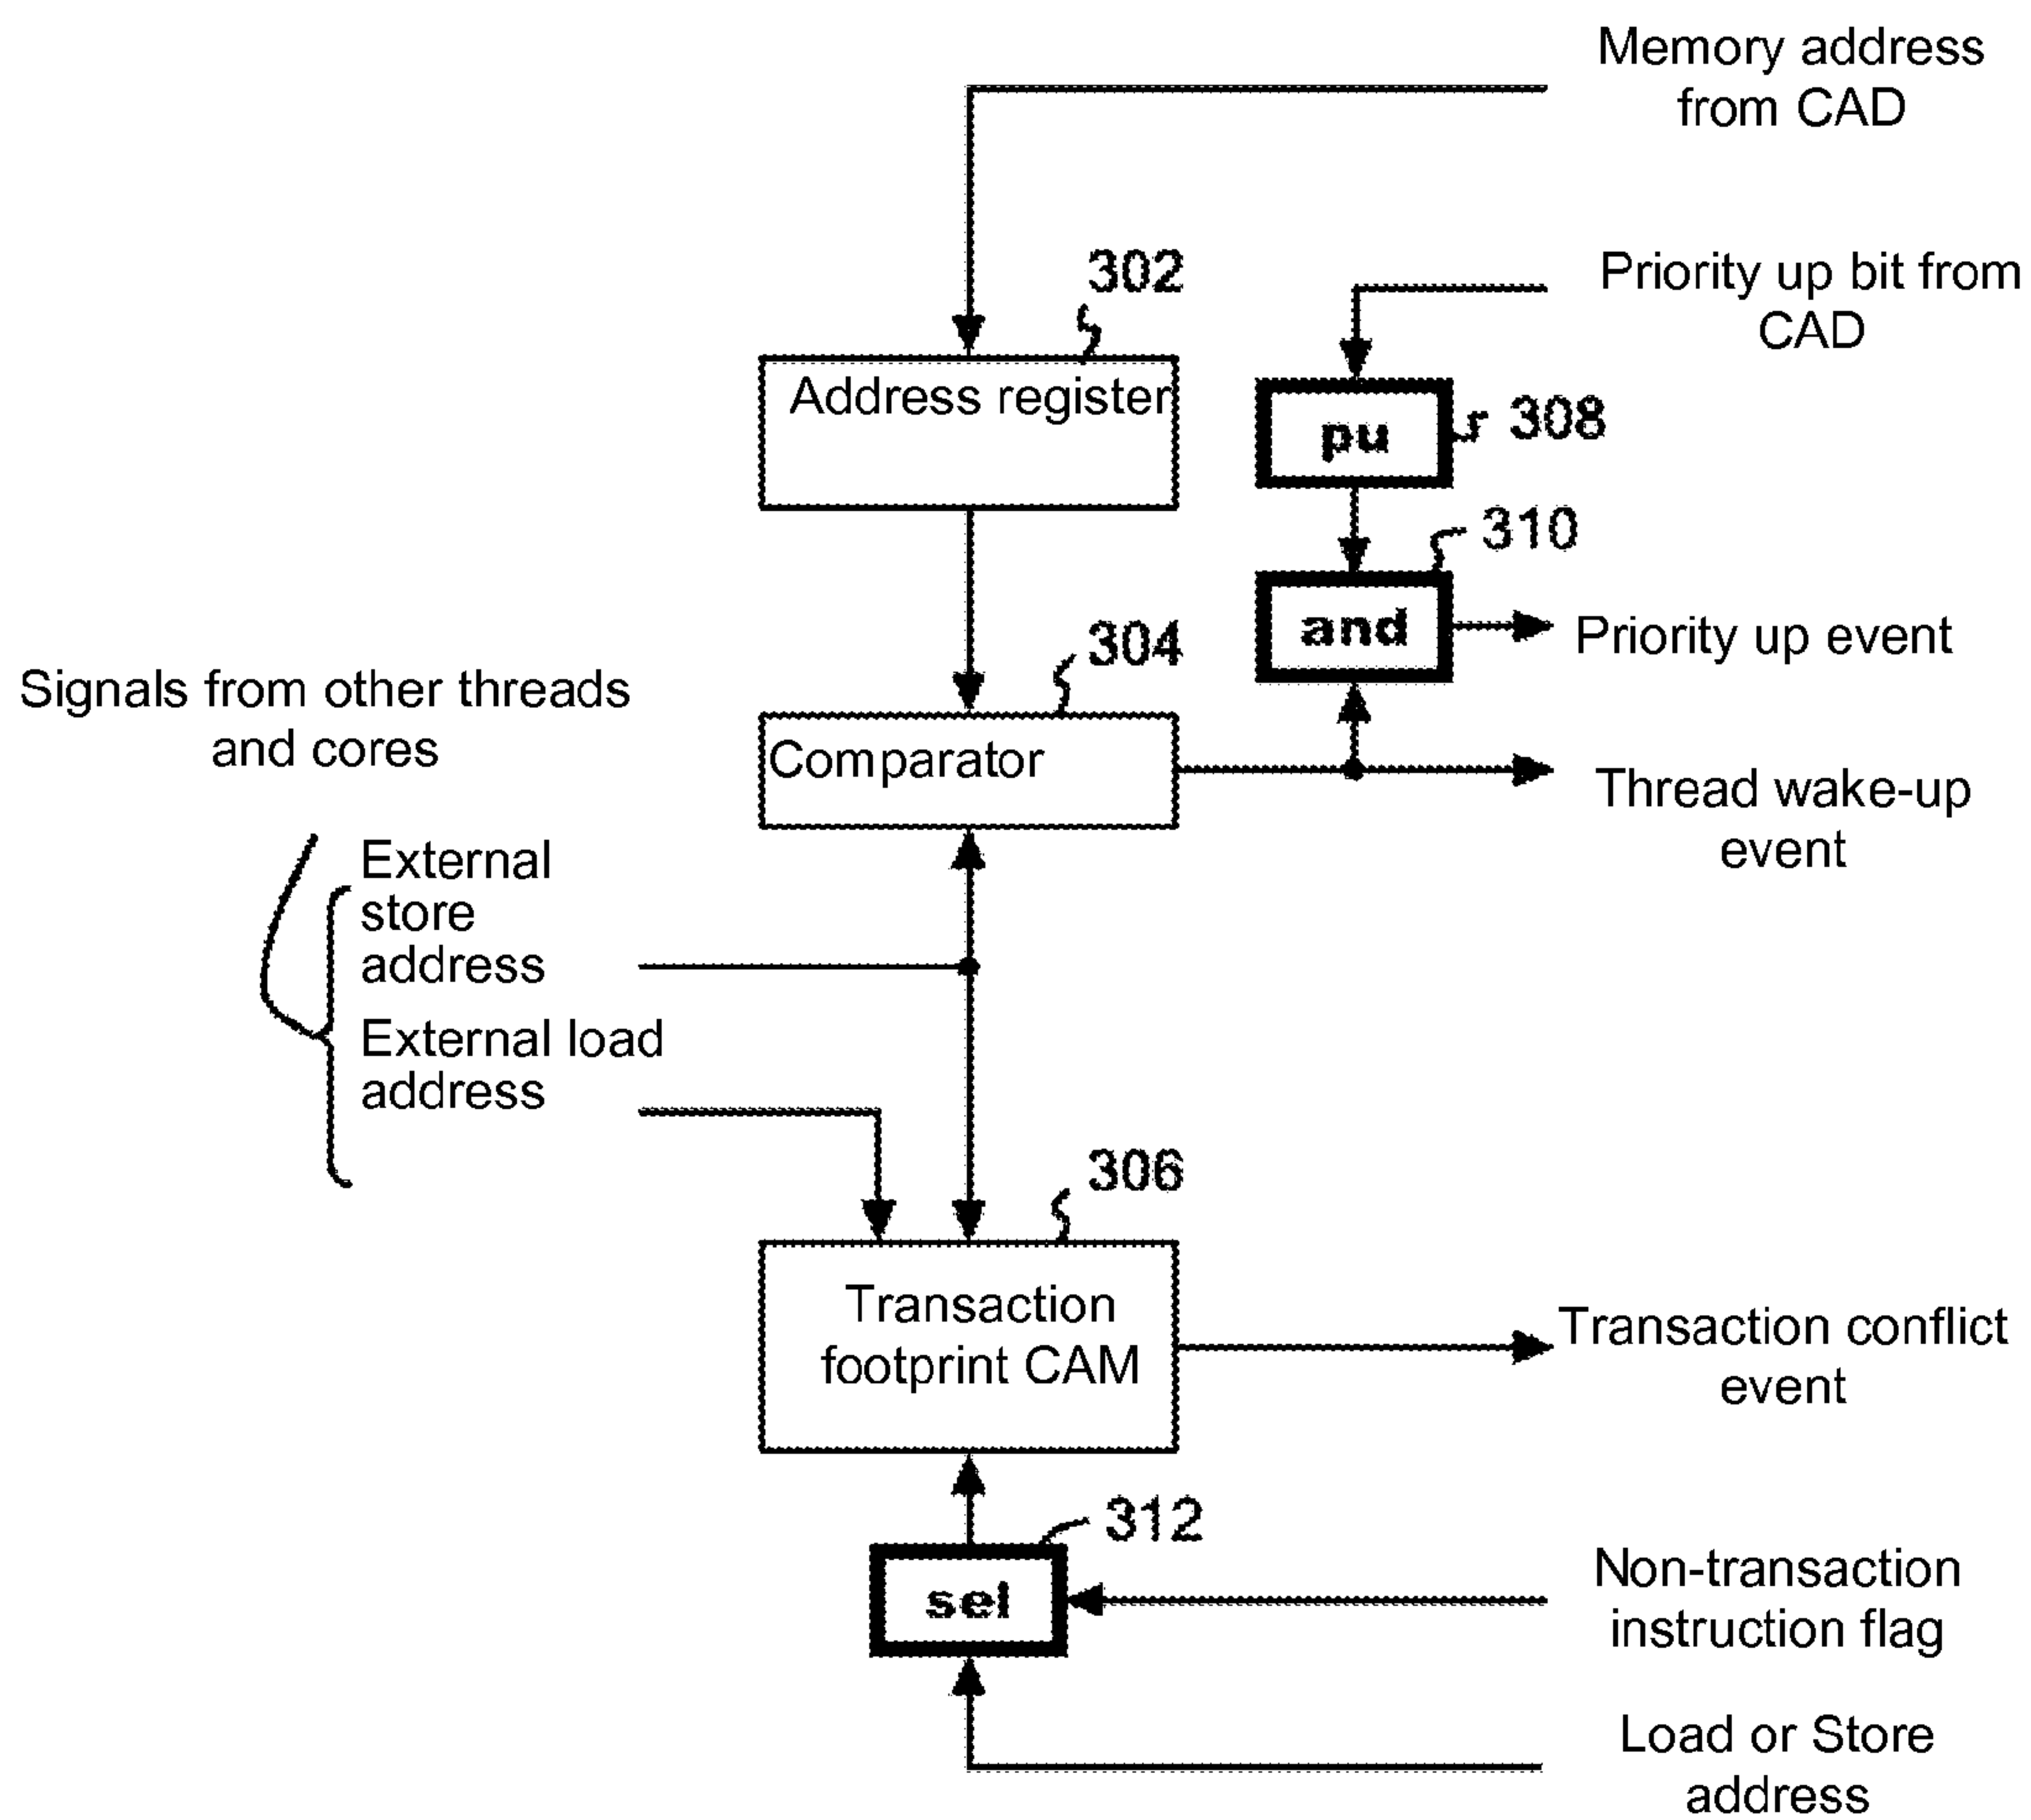 Memory address
from CAD
302
Priority up bit from
CAD
Address register
pu
308
310
and
Priority up event
304
Signals from other threads
and cores
Comparator
Thread wake-up
event
External
store
address
External load
address
306
Transaction
footprint CAM
Transaction conflict
event
312
sel
Non-transaction
instruction flag
Load or Store
address